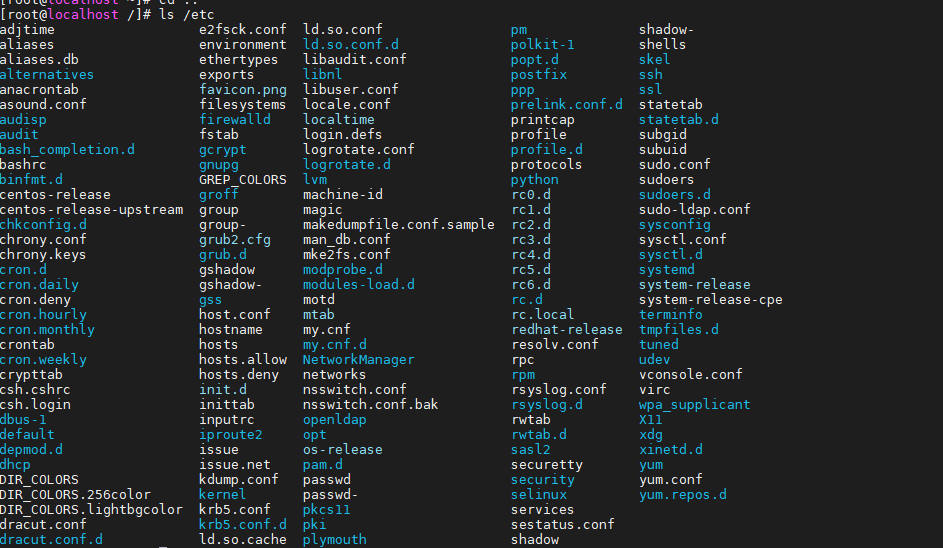 [root@localhost ~]# cd ..
[root@localhost /]# ls /etc
adjtime e2fsck.conf ld.so.conf pm shadow-
aliases environment ld.so.conf.d polkit-1 shells
aliases.db ethertypes libaudit.conf popt.d skel
alternatives exports libnl postfix ssh
anacrontab favicon.png libuser.conf ppp ssl
asound.conf filesystems locale.conf prelink.conf.d statetab
audisp firewalld localtime printcap statetab.d
audit fstab login.defs profile subgid
bash_completion.d gcrypt logrotate.conf profile.d subuid
bashrc gnupg logrotate.d protocols sudo.conf
binfmt.d GREP_COLORS lvm python sudoers
centos-release groff machine-id rc0.d sudoers.d
centos-release-upstream group magic rc1.d sudo-ldap.conf
chkconfig.d group- makedumpfile.conf.sample rc2.d sysconfig
chrony.conf grub2.cfg man_db.conf rc3.d sysctl.conf
chrony.keys grub.d mke2fs.conf rc4.d sysctl.d
cron.d gshadow modprobe.d rc5.d systemd
cron.daily gshadow- modules-load.d rc6.d system-release
cron.deny gss motd rc.d system-release-cpe
cron.hourly host.conf mtab rc.local terminfo
cron.monthly hostname my.cnf redhat-release tmpfiles.d
crontab hosts my.cnf.d resolv.conf tuned
cron.weekly hosts.allow NetworkManager rpc udev
crypttab hosts.deny networks rpm vconsole.conf
csh.cshrc init.d nsswitch.conf rsyslog.conf virc
csh.login inittab nsswitch.conf.bak rsyslog.d wpa_supplicant
dbus-1 inputrc openldap rwtab X11
default iproute2 opt rwtab.d xdg
depmod.d issue os-release sasl2 xinetd.d
dhcp issue.net pam.d securetty yum
DIR_COLORS kdump.conf passwd security yum.conf
DIR_COLORS.256color kernel passwd- selinux yum.repos.d
DIR_COLORS.lightbgcolor krb5.conf pkcs11 services
dracut.conf krb5.conf.d pki sestatus.conf
dracut.conf.d ld.so.cache plymouth shadow